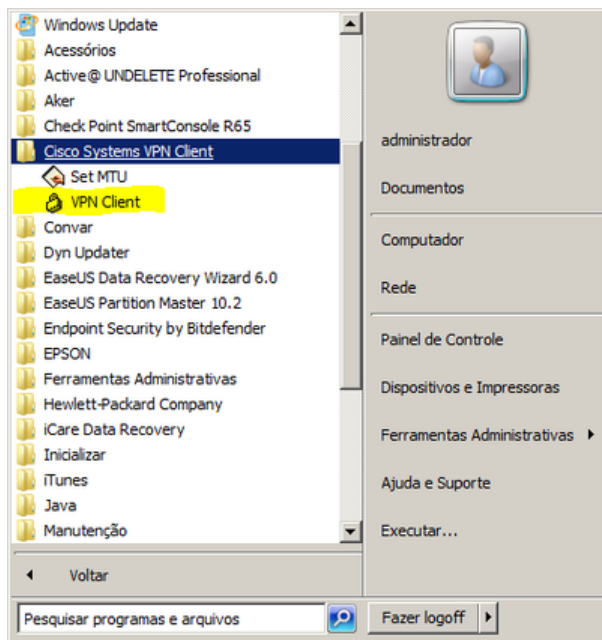 Windows Update
Acessórios
Active@ UNDELETE Professional
Aker
Check Point SmartConsole R65
Cisco Systems VPN Client
Set MTU
VPN Client
Convar
Dyn Updater
EaseUS Data Recovery Wizard 6.0
EaseUS Partition Master 10.2
Endpoint Security by Bitdefender
EPSON
Ferramentas Administrativas
Hewlett-Packard Company
iCare Data Recovery
Inicializar
iTunes
Java
Manutenção
Voltar
Pesquisar programas e arquivos
administrador
Documentos
Computador
Rede
Painel de Controle
Dispositivos e Impressoras
Ferramentas Administrativas
Ajuda e Suporte
Executar...
Fazer logoff